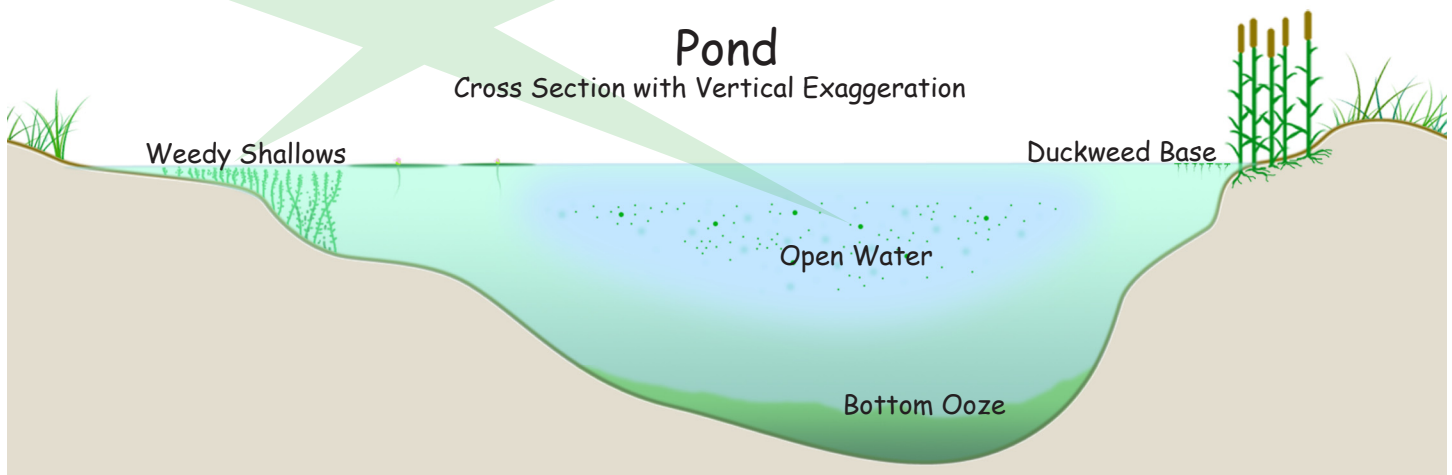 Pond
Cross Section with Vertical Exaggeration
Weedy Shallows
Duckweed Base
Open Water
Bottom Ooze